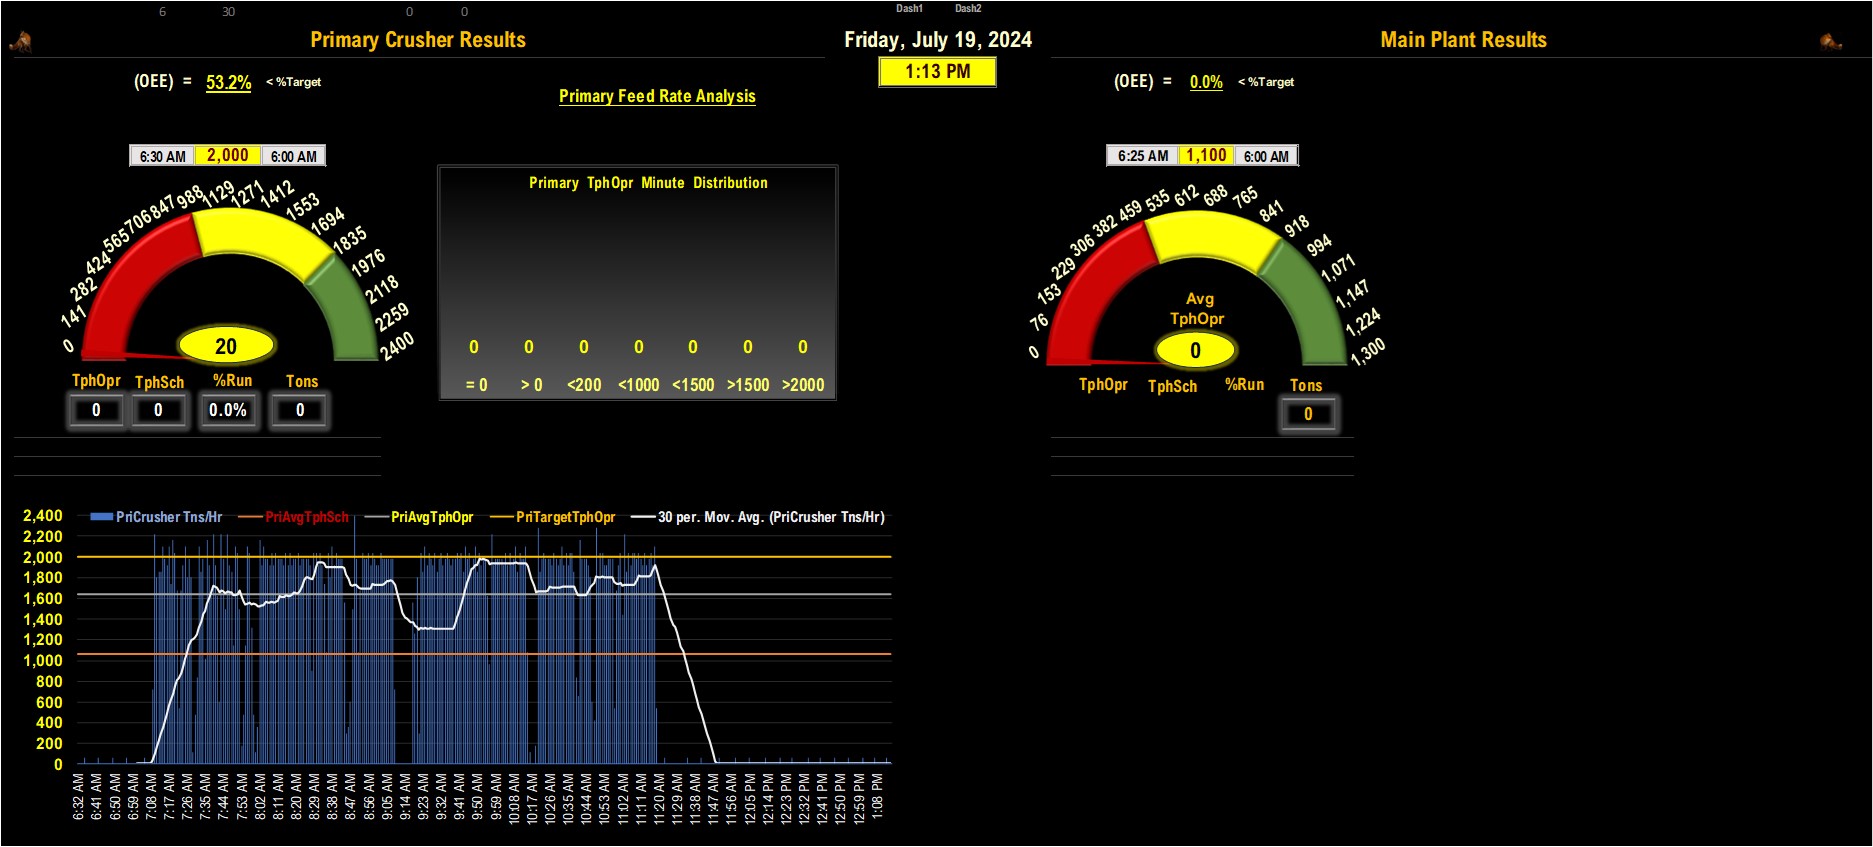 6 30 0 0 Dash1 Dash2
Primary Crusher Results
Friday, July 19, 2024
Main Plant Results
1:13 PM
(OEE) = 53.2% < %Target
(OEE) = 0.0% < %Target
Primary Feed Rate Analysis
6:30 AM 2,000 6:00 AM
0
141
282
424
565
706
847
988
1129
1271
1412
1553
1694
1835
1976
2118
2259
2400
20
TphOpr TphSch %Run Tons
0 0 0.0% 0
Primary TphOpr Minute Distribution
0 0 0 0 0 0 0
= 0 > 0 <200 <1000 <1500 >1500 >2000
6:25 AM 1,100 6:00 AM
0
76
153
229
306
382
459
535
612
688
765
841
918
994
1,071
1,147
1,224
1,300
Avg
TphOpr
0
TphOpr TphSch %Run Tons
0
PriCrusher Tns/Hr PriAvgTphSch PriAvgTphOpr PriTargetTphOpr 30 per. Mov. Avg. (PriCrusher Tns/Hr)
2,400
2,200
2,000
1,800
1,600
1,400
1,200
1,000
800
600
400
200
0
6:32 AM
6:41 AM
6:50 AM
6:59 AM
7:08 AM
7:17 AM
7:26 AM
7:35 AM
7:44 AM
7:53 AM
8:02 AM
8:11 AM
8:20 AM
8:29 AM
8:38 AM
8:47 AM
8:56 AM
9:05 AM
9:14 AM
9:23 AM
9:32 AM
9:41 AM
9:50 AM
9:59 AM
10:08 AM
10:17 AM
10:26 AM
10:35 AM
10:44 AM
10:53 AM
11:02 AM
11:11 AM
11:20 AM
11:29 AM
11:38 AM
11:47 AM
11:56 AM
12:05 PM
12:14 PM
12:23 PM
12:32 PM
12:41 PM
12:50 PM
12:59 PM
1:08 PM